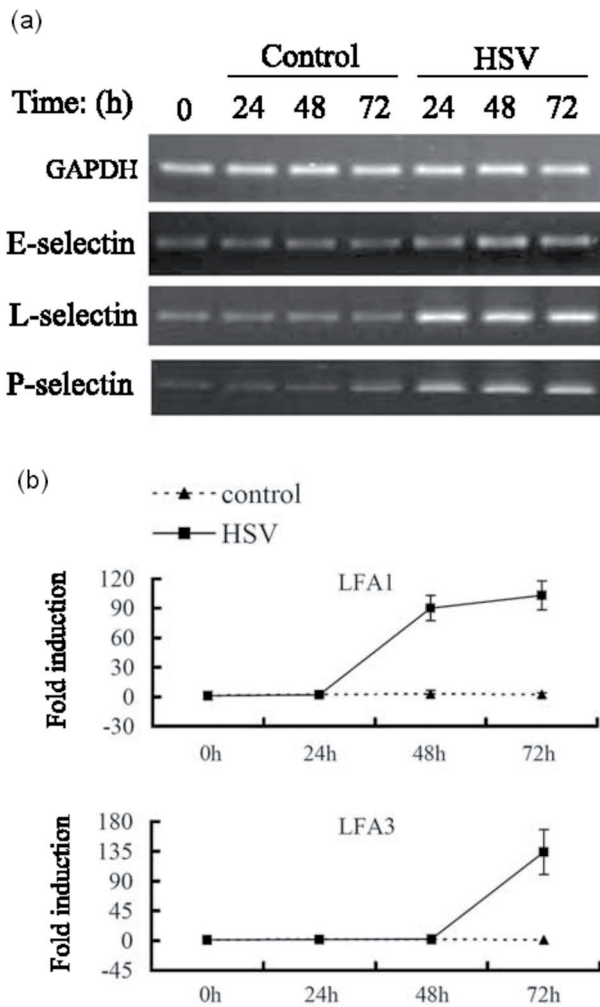 (a)
Control HSV
Time: (h) 0 24 48 72 24 48 72
GAPDH
E-selectin
L-selectin
P-selectin
(b)
control
HSV
LFA1
Fold induction
120
90
60
30
0
-30
0h 24h 48h 72h
LFA3
Fold induction
180
135
90
45
0
-45
0h 24h 48h 72h